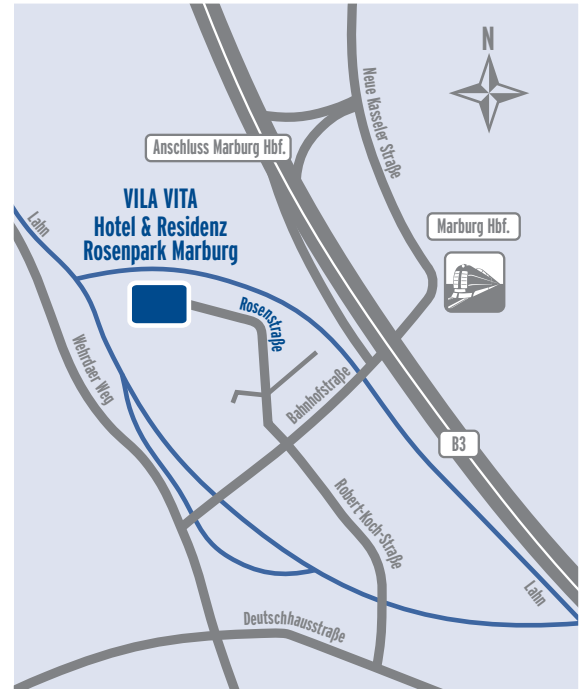 N
Neue Kasseler Straße
Anschluss Marburg Hbf.
VILA VITA
Hotel & Residenz
Rosenpark Marburg
Lahn
Marburg Hbf.
Rosenstraße
Wehrdaer Weg
Bahnhofstraße
B3
Robert-Koch-Straße
Lahn
Deutschhausstraße